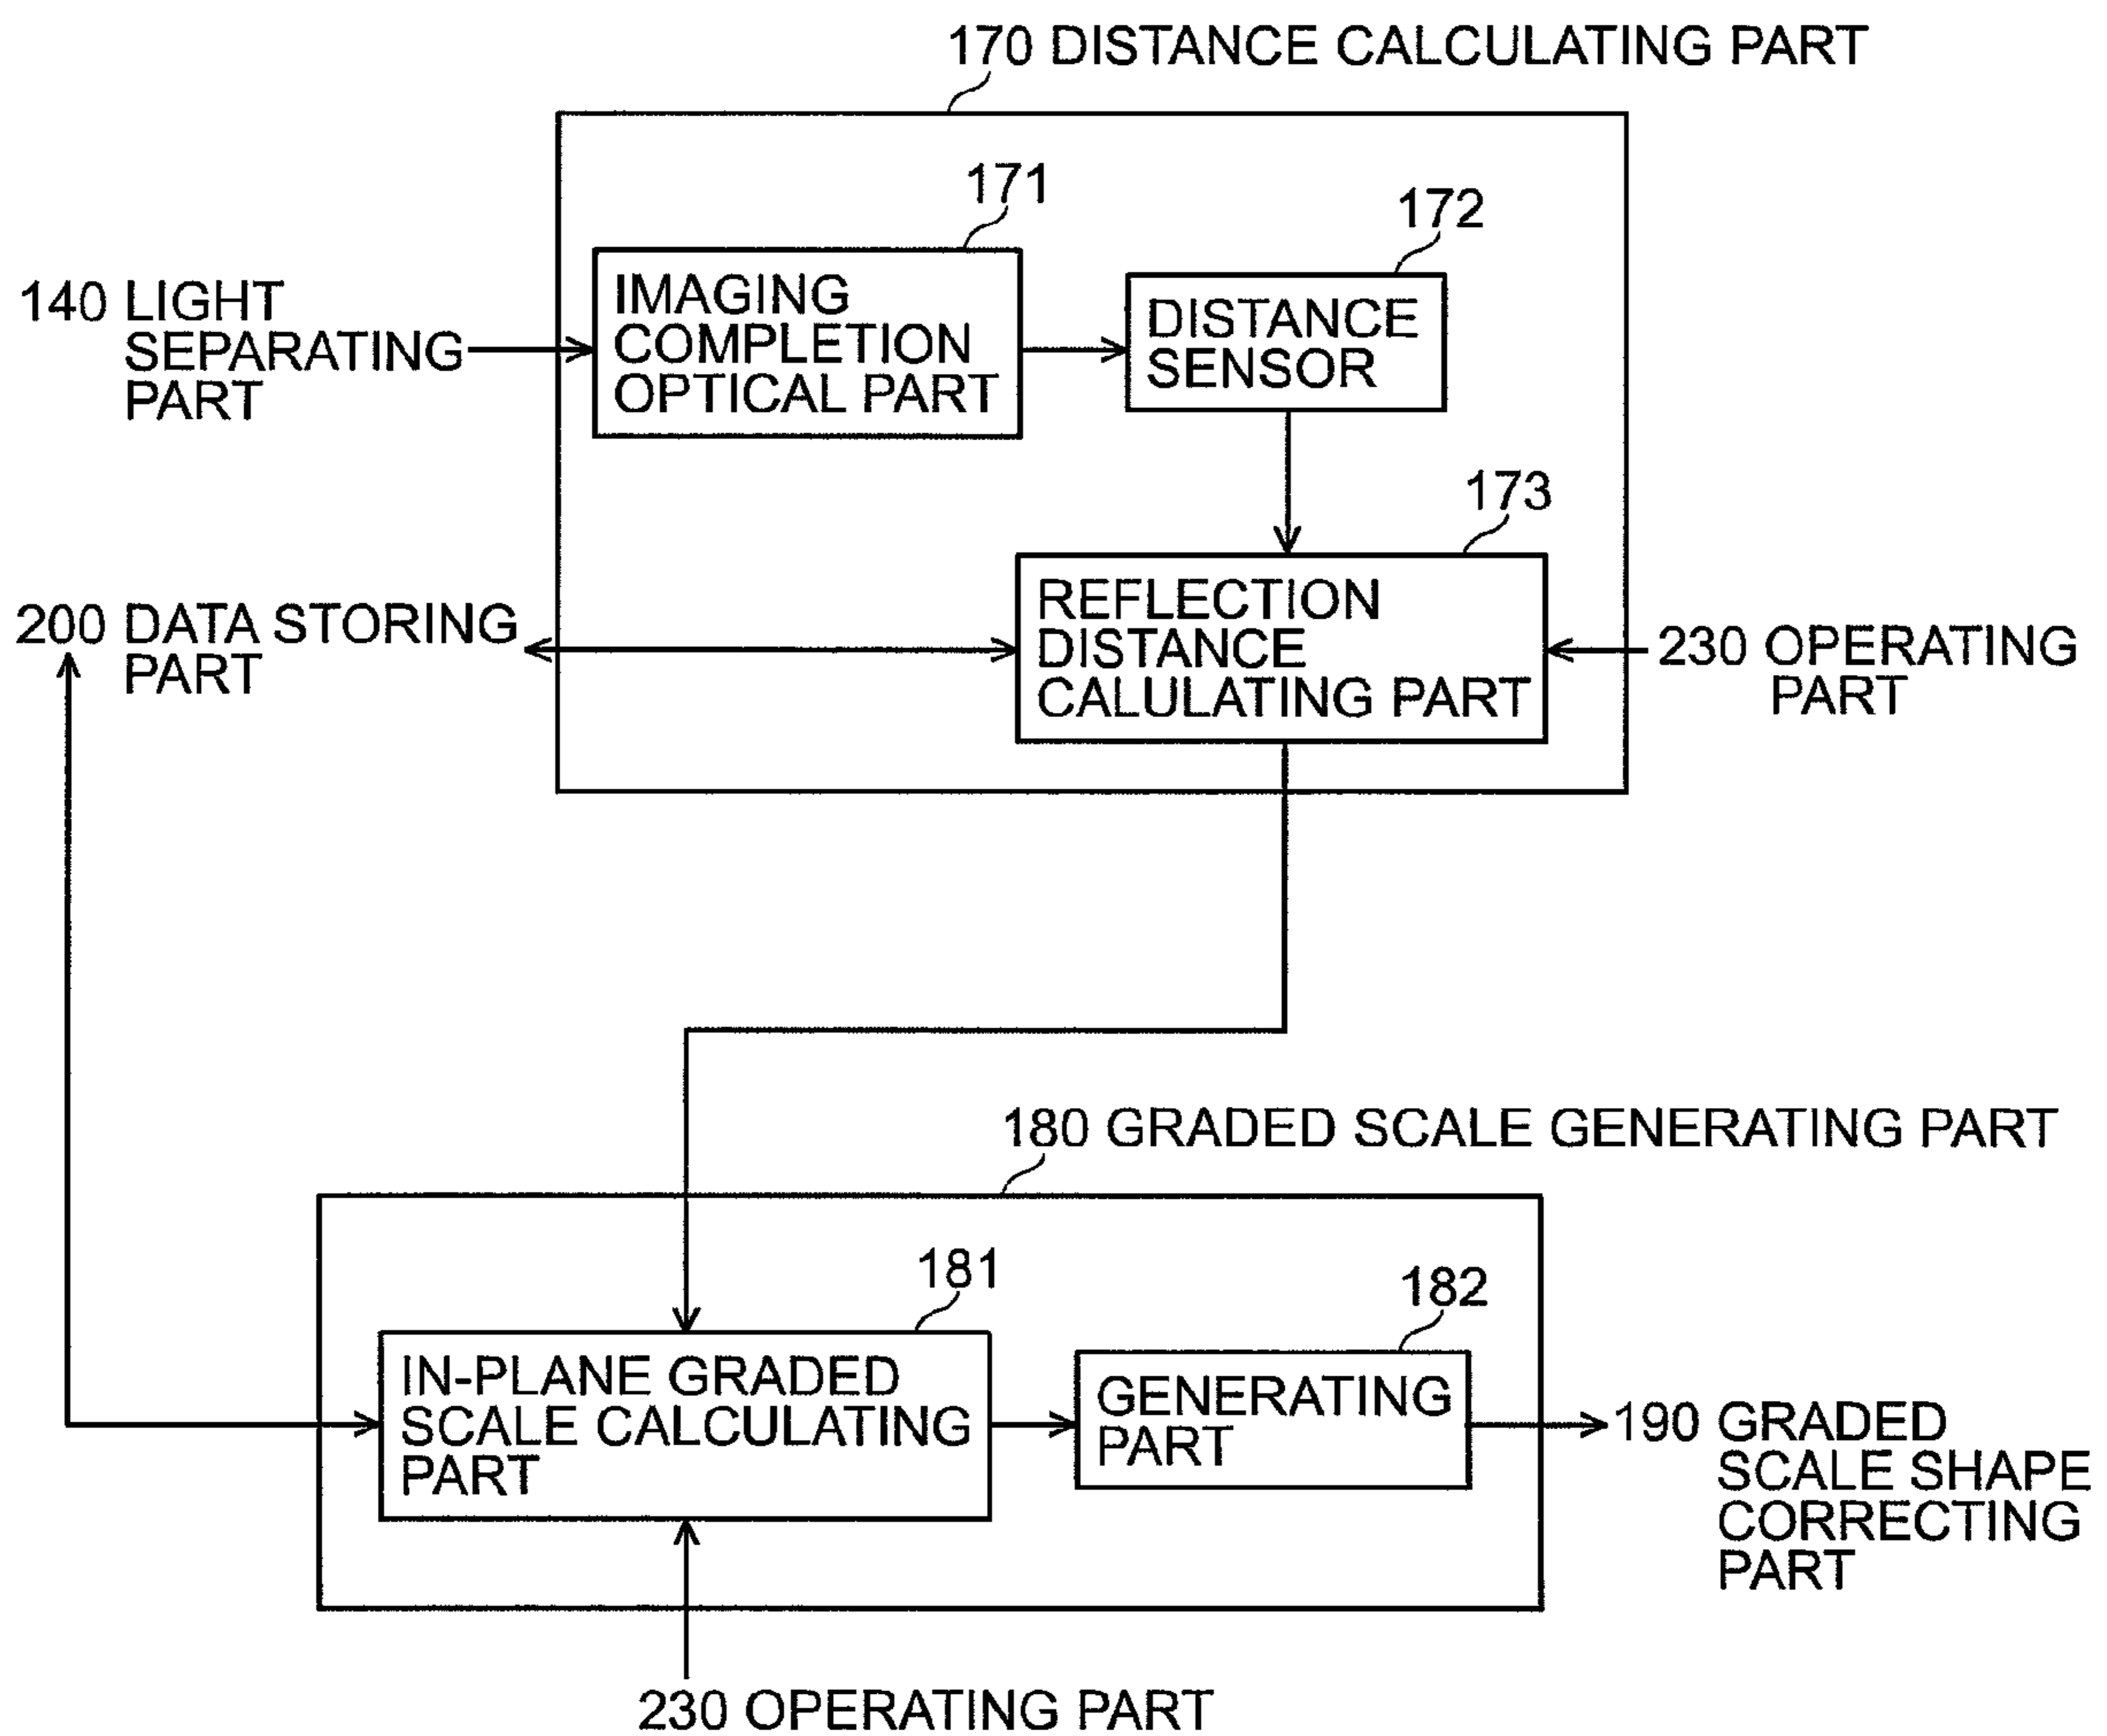 170 DISTANCE CALCULATING PART
171
172
140 LIGHT
SEPARATING
PART
IMAGING
COMPLETION
OPTICAL PART
DISTANCE
SENSOR
173
200 DATA STORING
PART
REFLECTION
DISTANCE
CALULATING PART
230 OPERATING
PART
180 GRADED SCALE GENERATING PART
181
182
IN-PLANE GRADED
SCALE CALCULATING
PART
GENERATING
PART
190 GRADED
SCALE SHAPE
CORRECTING
PART
230 OPERATING PART